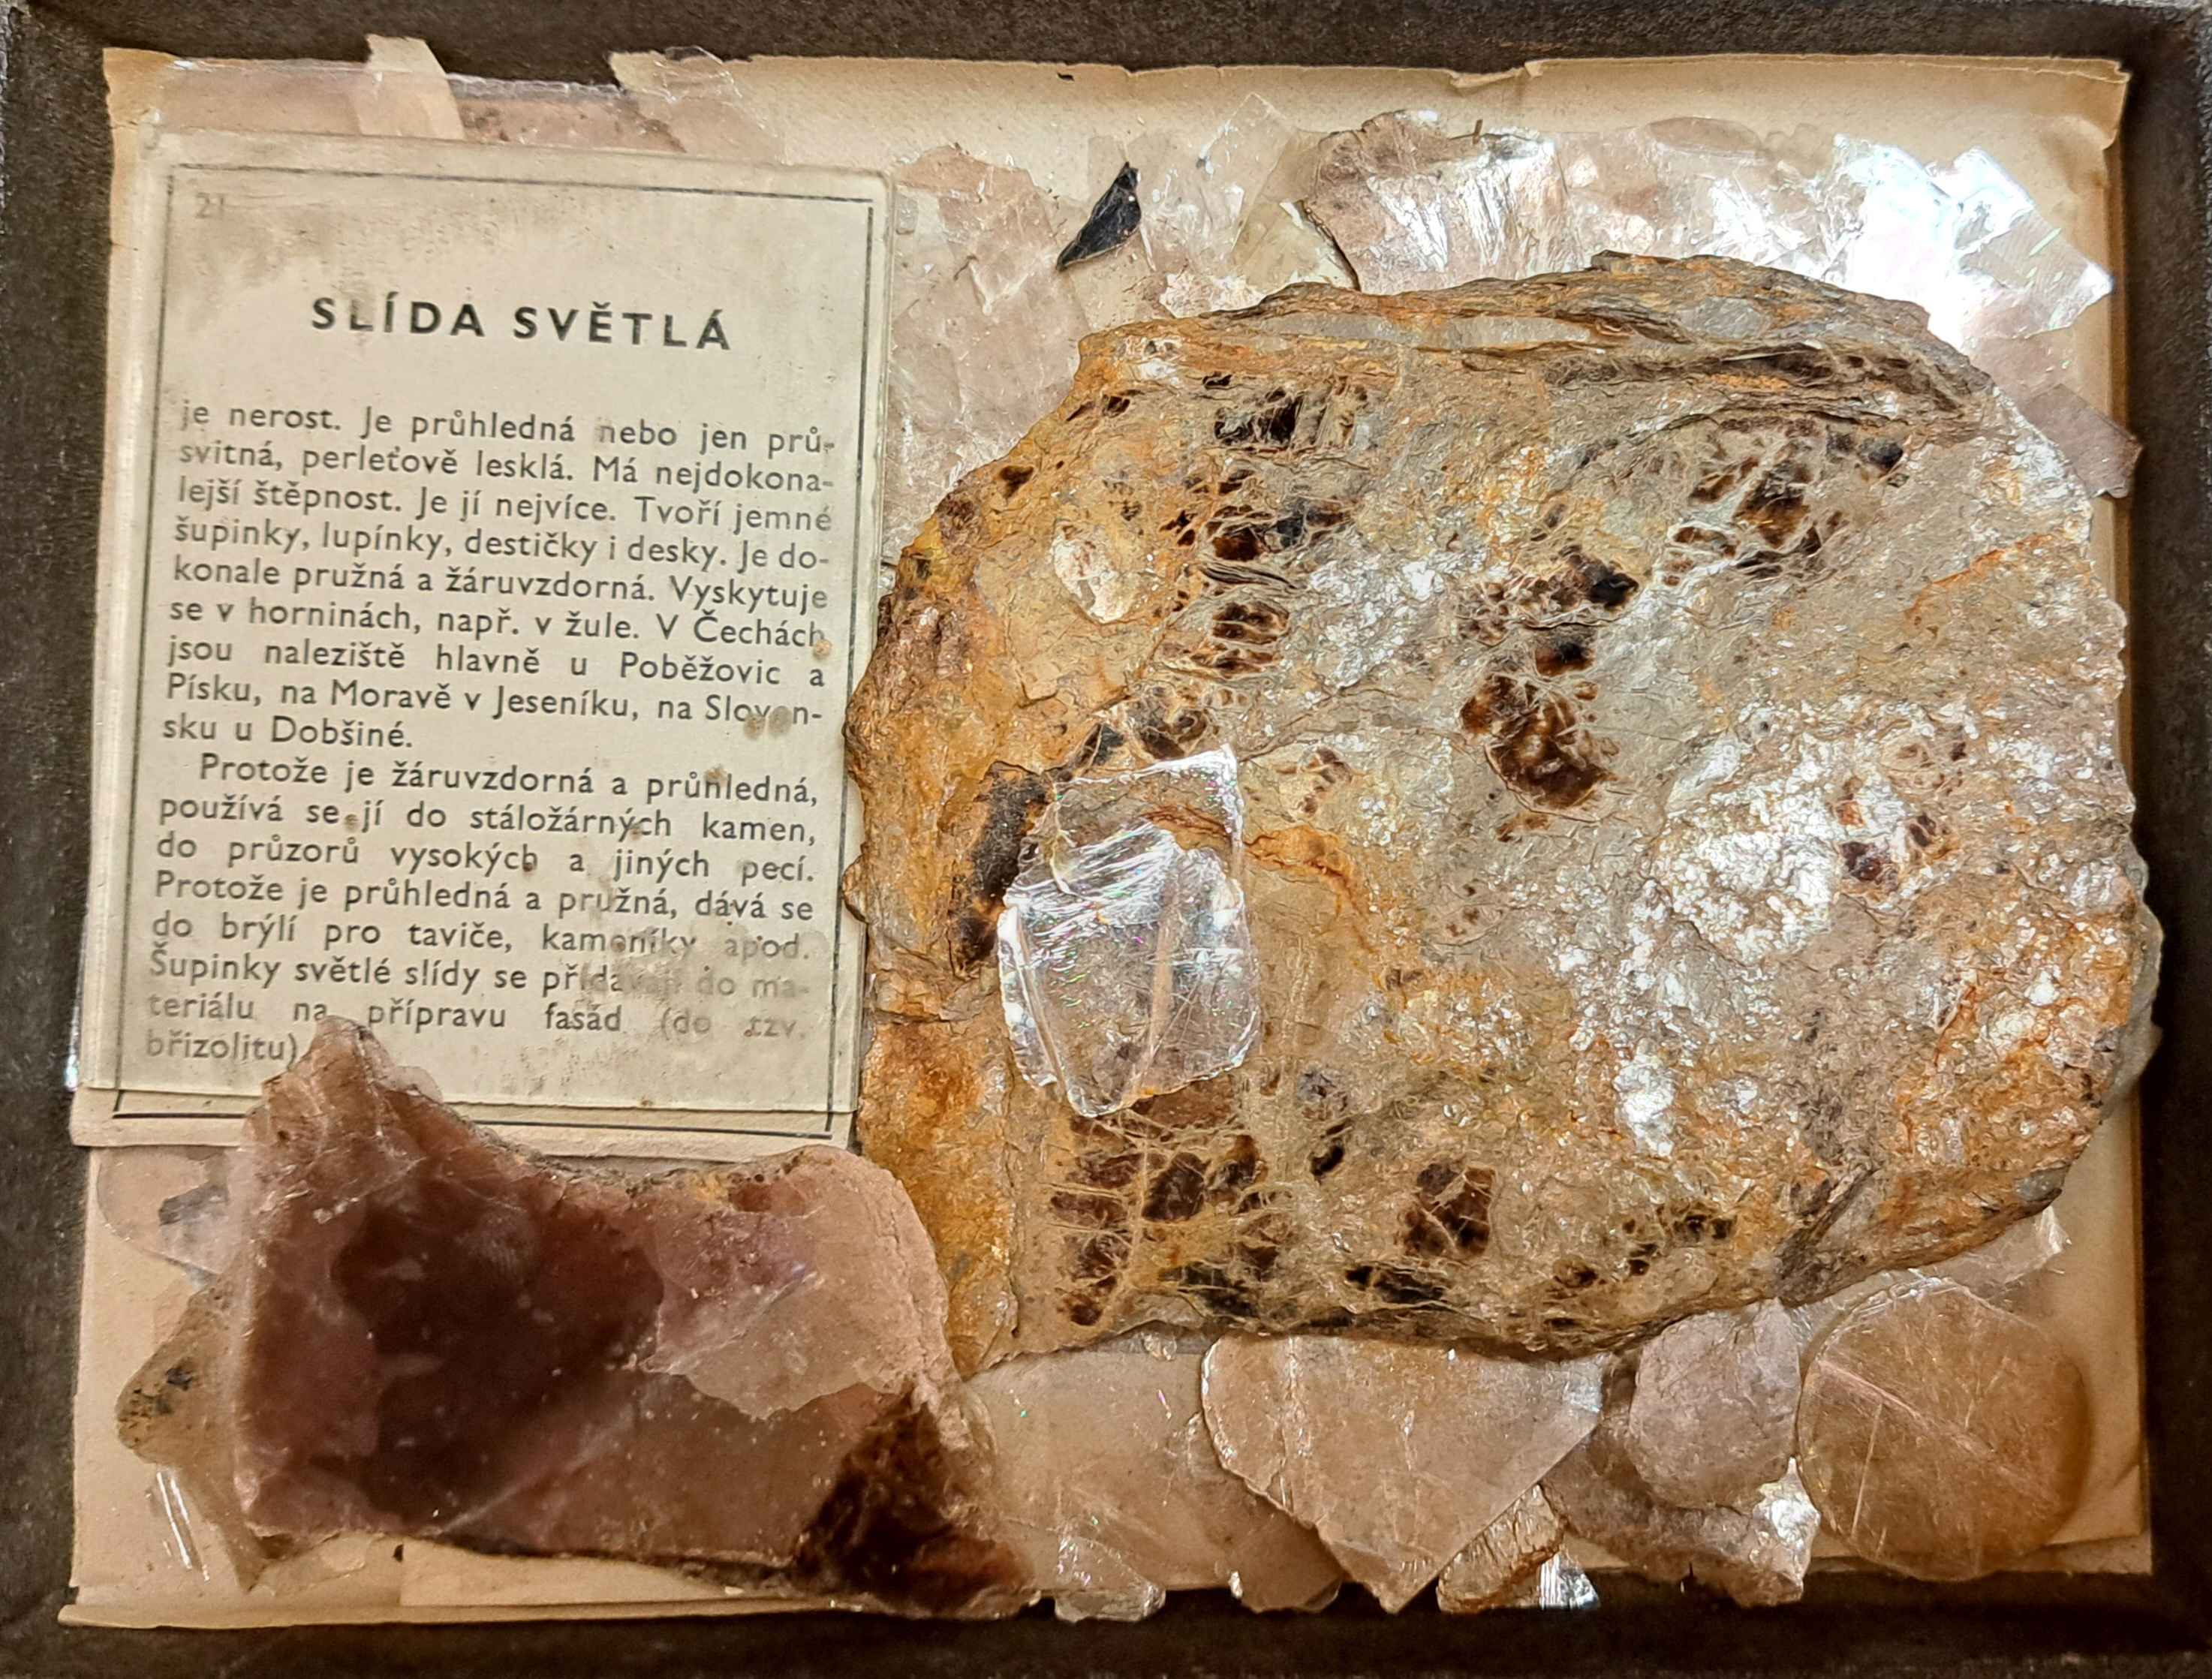 21
SLÍDA SVĚTLÁ
je nerost. Je průhledná nebo jen prů-
svitná, perleťově lesklá. Má nejdokona-
lejší štěpnost. Je jí nejvíce. Tvoří jemné
šupinky, lupínky, destičky i desky. Je do-
konale pružná a žáruvzdorná. Vyskytuje
se v horninách, např. v žule. V Čechách
jsou naleziště hlavně u Poběžovic a
Písku, na Moravě v Jeseníku, na Sloven-
sku u Dobšiné.
Protože je žáruvzdorná a průhledná,
používá se jí do stáložárných kamen,
do průzorů vysokých a jiných pecí.
Protože je průhledná a pružná, dává se
do brýlí pro taviče, kameníky apod.
Šupinky světlé slídy se přidávají do ma-
teriálu na přípravu fasád (do tzv.
břizolitu)